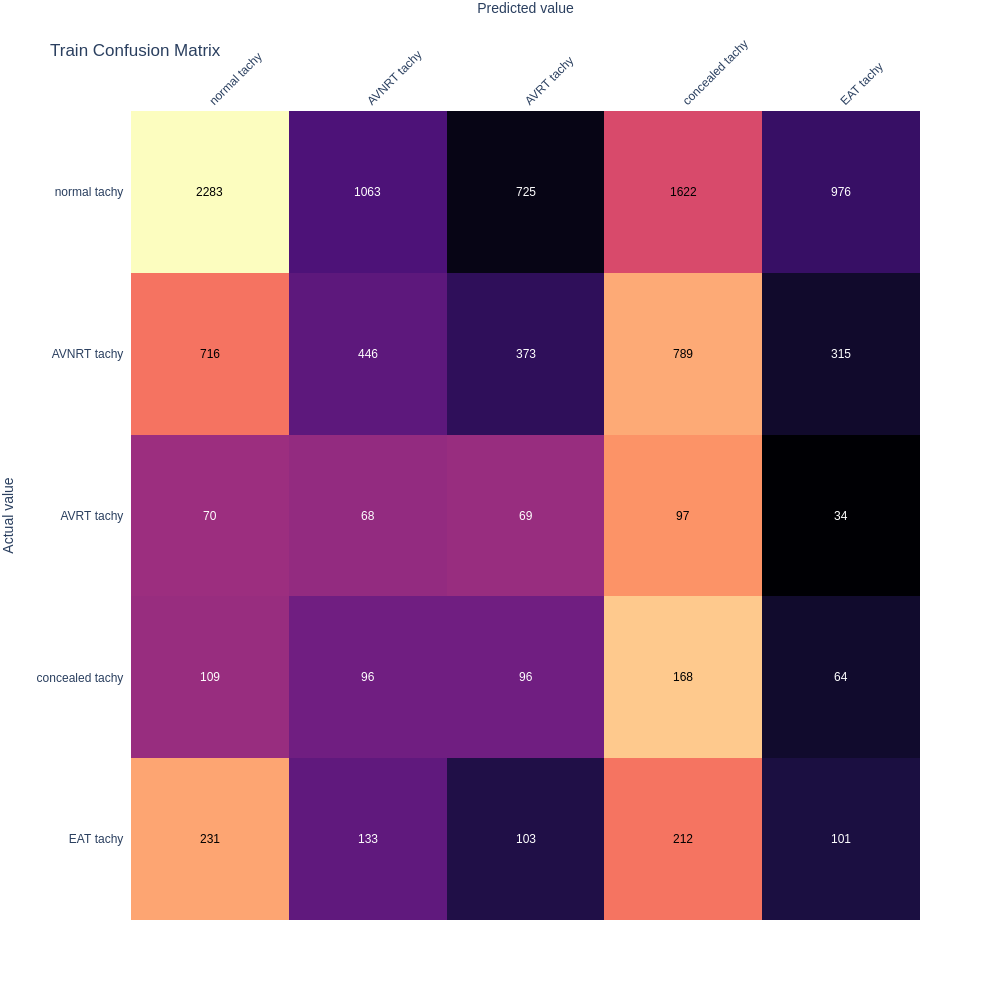 Predicted value
Train Confusion Matrix
normal tachy AVNRT tachy AVRT tachy concealed tachy EAT tachy
Actual value
normal tachy 2283 1063 725 1622 976
AVNRT tachy 716 446 373 789 315
AVRT tachy 70 68 69 97 34
concealed tachy 109 96 96 168 64
EAT tachy 231 133 103 212 101